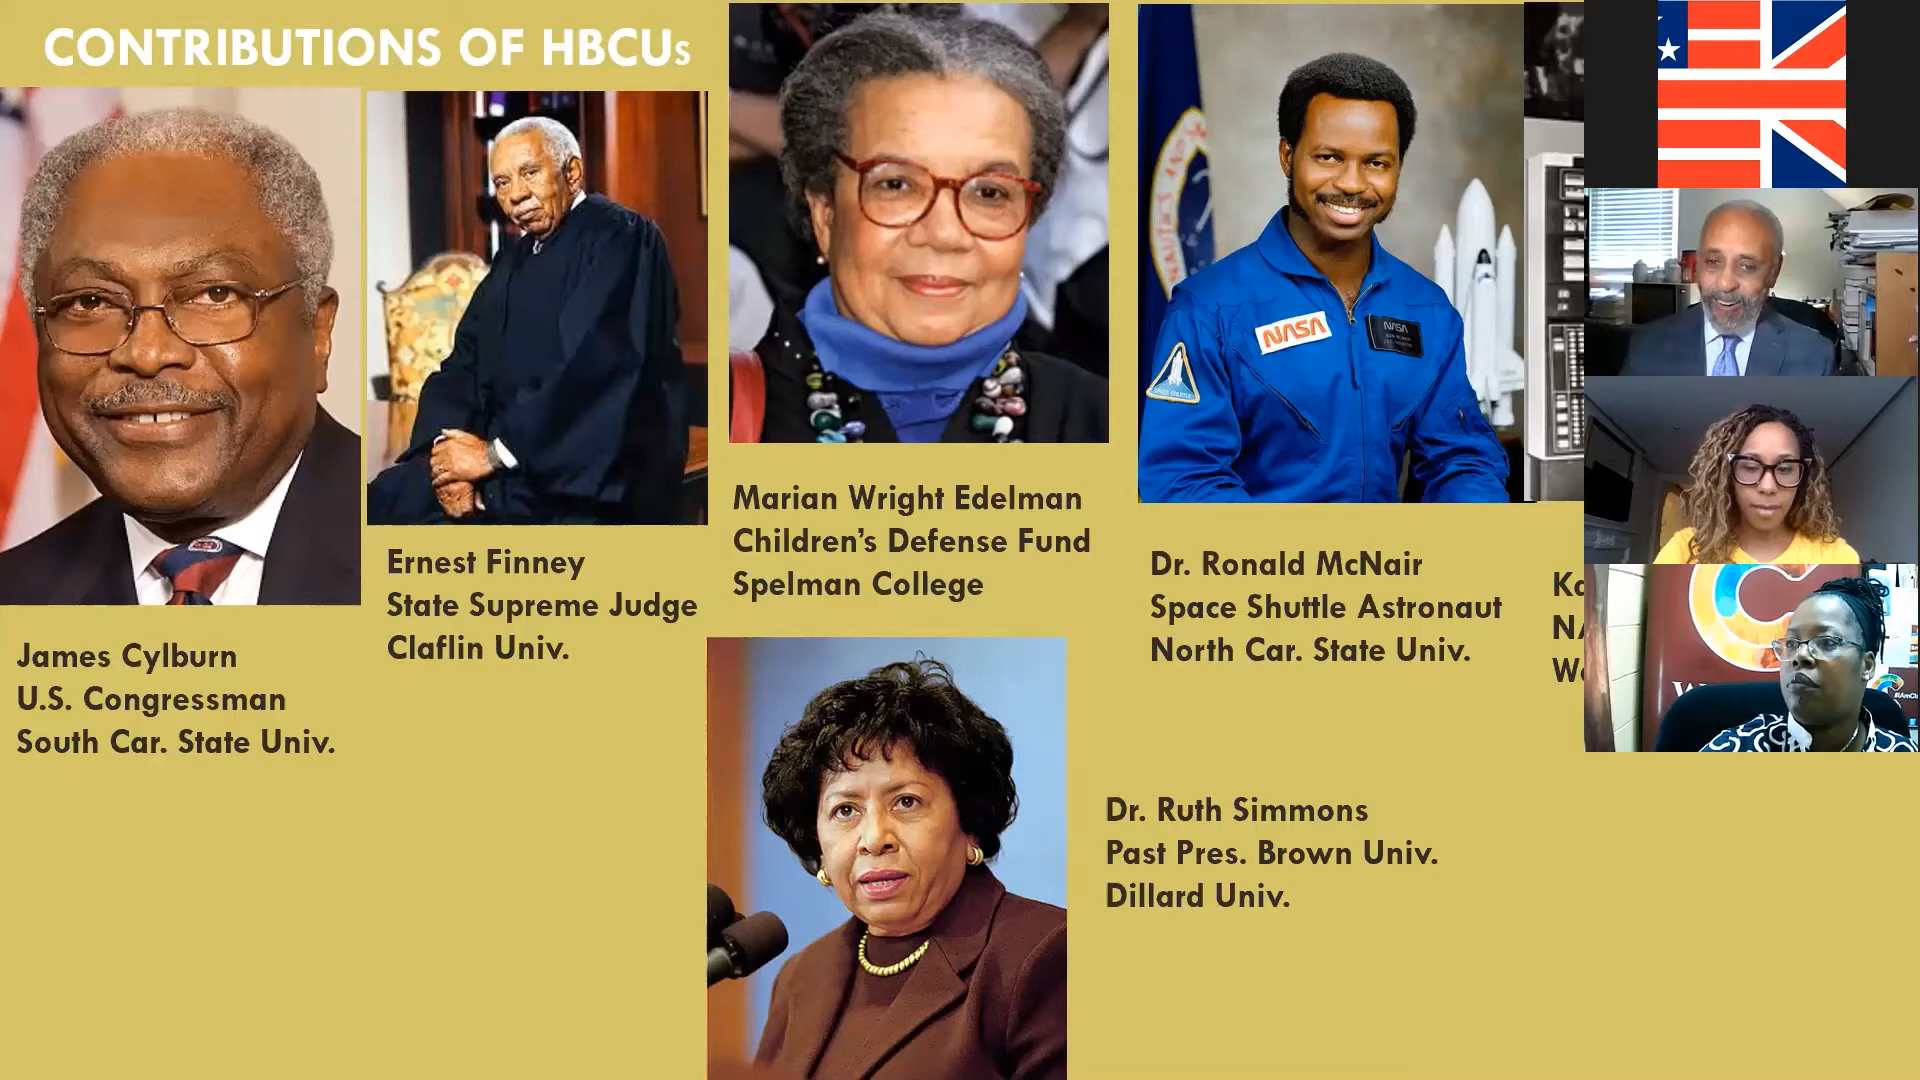 CONTRIBUTIONS OF HBCUs
James Cylburn
U.S. Congressman
South Car. State Univ.
Ernest Finney
State Supreme Judge
Claflin Univ.
Marian Wright Edelman
Children's Defense Fund
Spelman College
NASA
NASA
Dr. Ronald McNair
Space Shuttle Astronaut
North Car. State Univ.
Dr. Ruth Simmons
Past Pres. Brown Univ.
Dillard Univ.